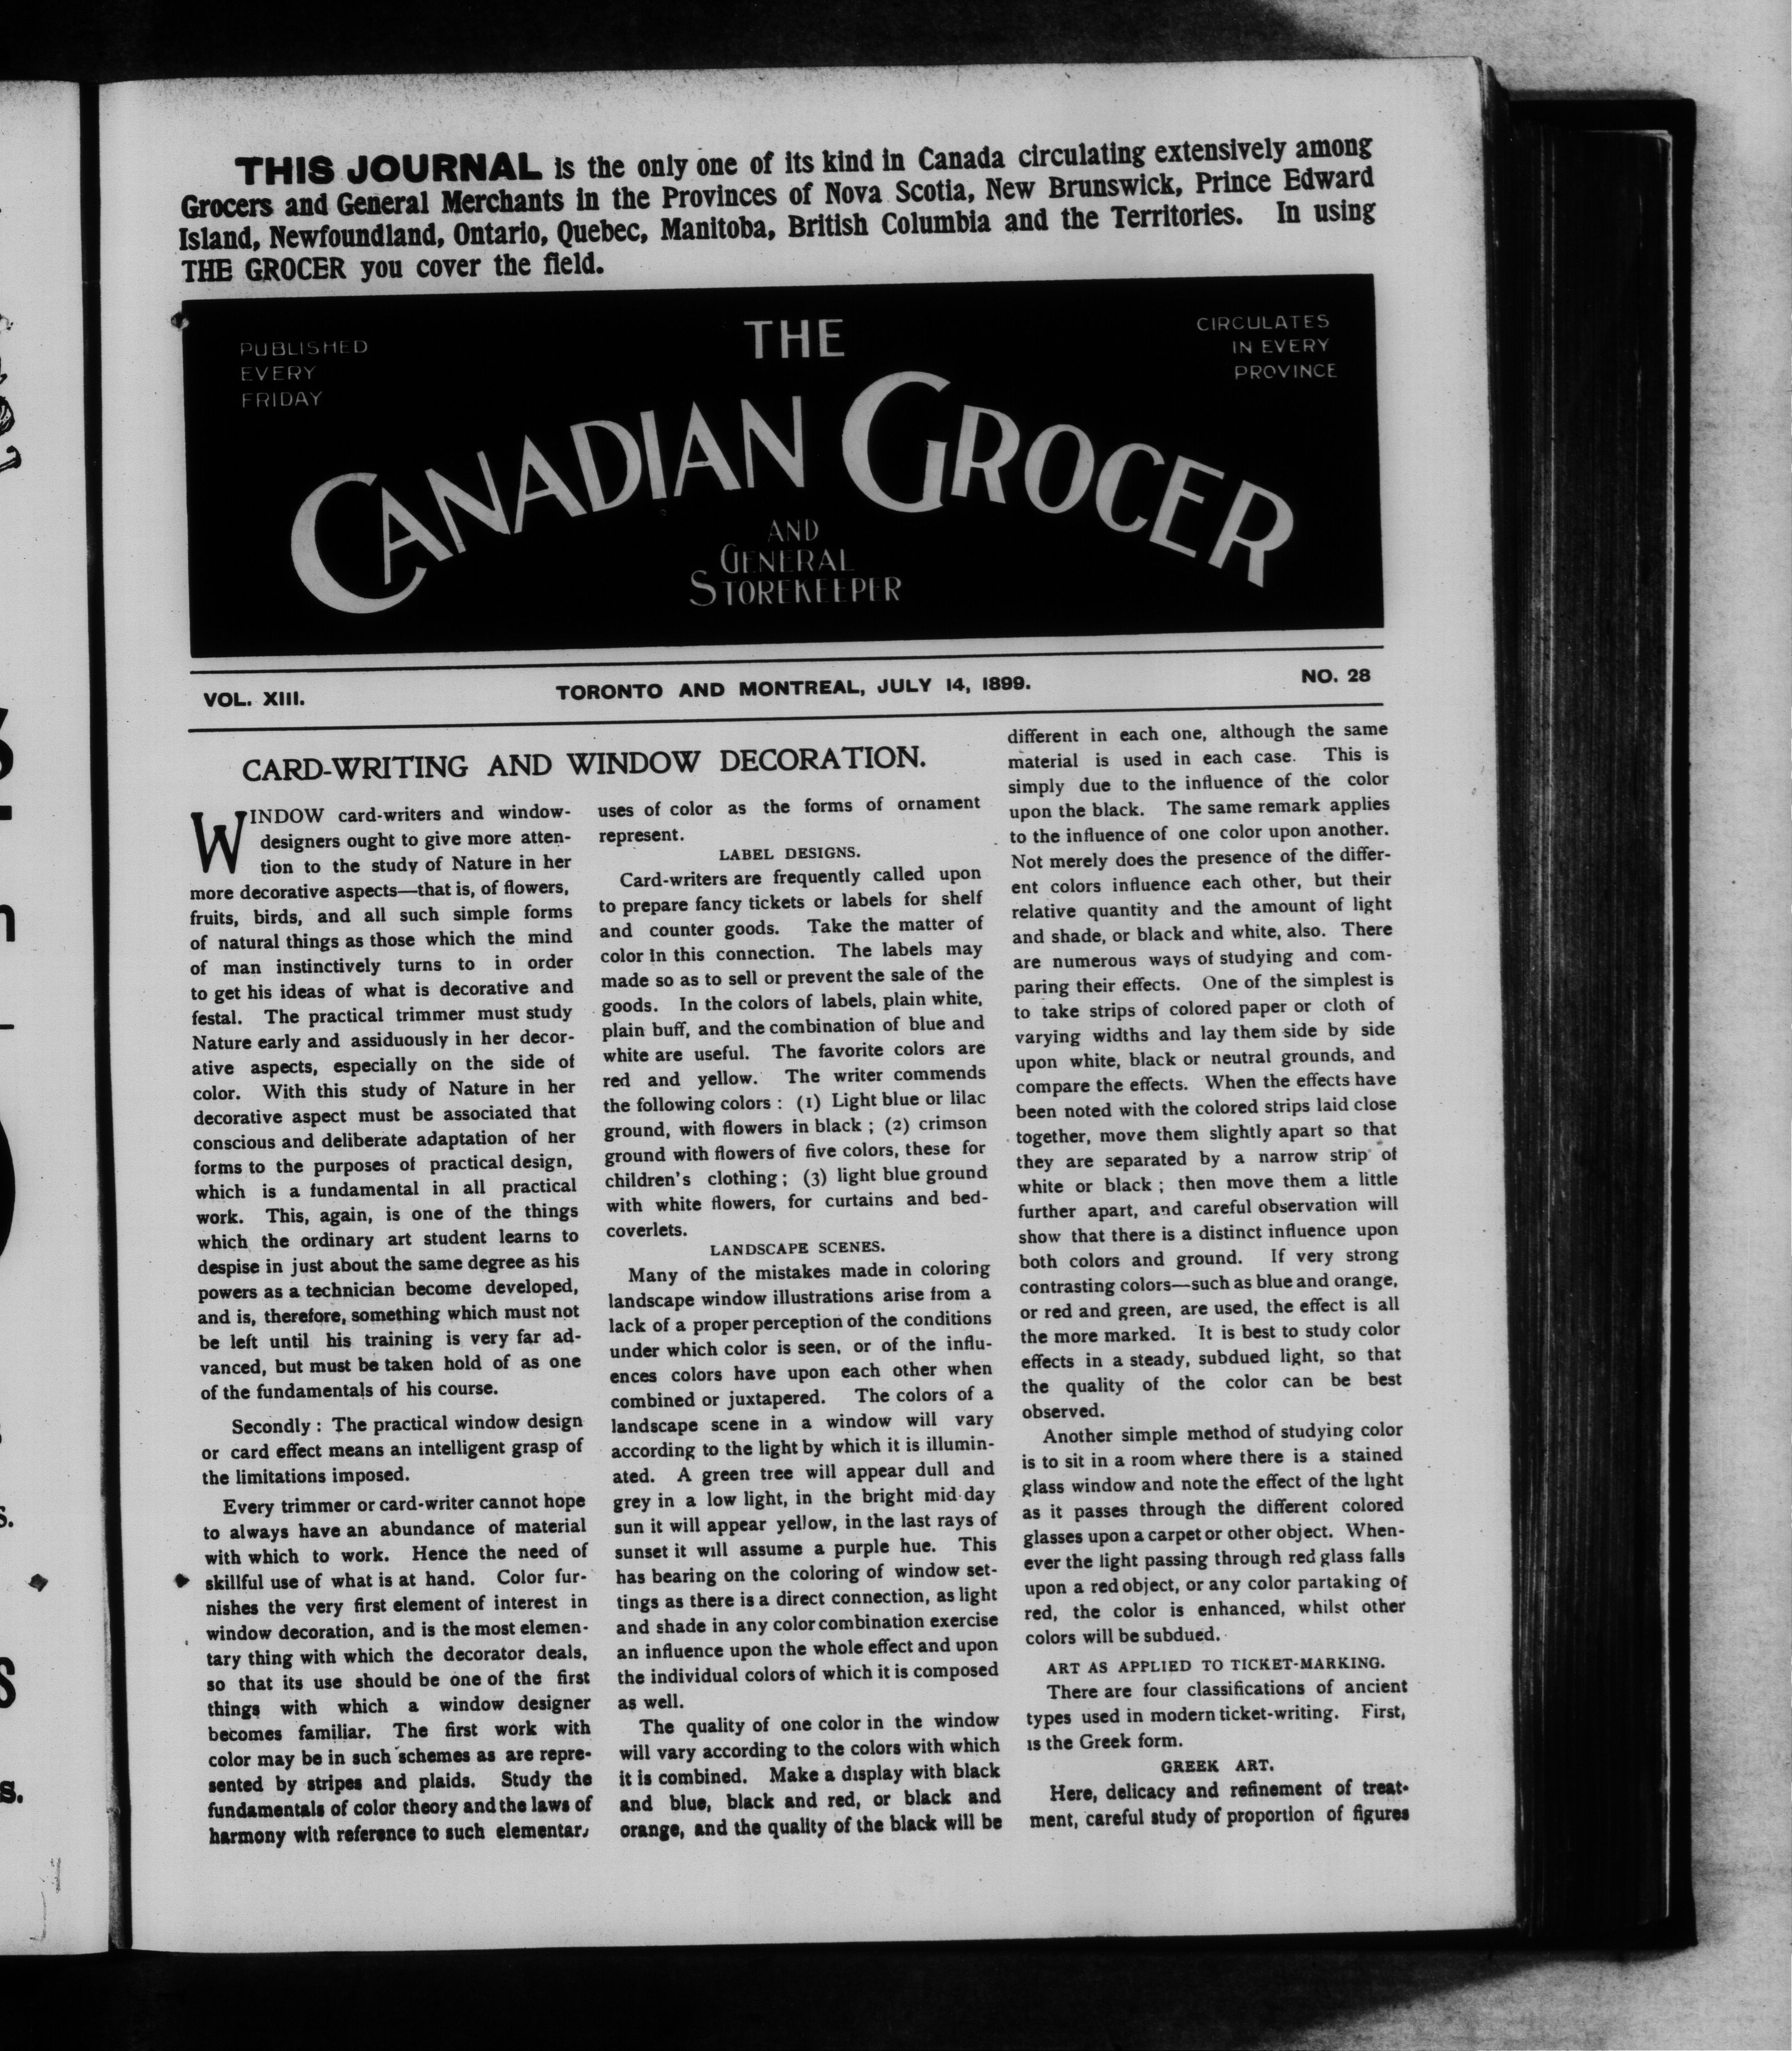 THIS JOURNAL is the only one of its kind in Canada circulating extensively among
Grocers and General Merchants in the Provinces of Nova Scotia, New Brunswick, Prince Edward
Island, Newfoundland, Ontario, Quebec, Manitoba, British Columbia and the Territories. In using
THE GROCER you cover the field.
PUBLISHED
EVERY
FRIDAY
THE
CANADIAN GROCER
AND
GENERAL
STOREKEEPER
CIRCULATES
IN EVERY
PROVINCE
VOL. XIII.
TORONTO AND MONTREAL, JULY 14, 1899.
NO. 28
CARD-WRITING AND WINDOW DECORATION.
WINDOW card-writers and window-
designers ought to give more atten-
tion to the study of Nature in her
more decorative aspects—that is, of flowers,
fruits, birds, and all such simple forms
of natural things as those which the mind
of man instinctively turns to in order
to get his ideas of what is decorative and
festal. The practical trimmer must study
Nature early and assiduously in her decor-
ative aspects, especially on the side of
color. With this study of Nature in her
decorative aspect must be associated that
conscious and deliberate adaptation of her
forms to the purposes of practical design,
which is a fundamental in all practical
work. This, again, is one of the things
which the ordinary art student learns to
despise in just about the same degree as his
powers as a technician become developed,
and is, therefore, something which must not
be left until his training is very far ad-
vanced, but must be taken hold of as one
of the fundamentals of his course.
Secondly : The practical window design
or card effect means an intelligent grasp of
the limitations imposed.
Every trimmer or card-writer cannot hope
to always have an abundance of material
with which to work. Hence the need of
skillful use of what is at hand. Color fur-
nishes the very first element of interest in
window decoration, and is the most elemen-
tary thing with which the decorator deals,
so that its use should be one of the first
things with which a window designer
becomes familiar. The first work with
color may be in such schemes as are repre-
sented by stripes and plaids. Study the
fundamentals of color theory and the laws of
harmony with reference to such elementar
uses of color as the forms of ornament
represent.
LABEL DESIGNS.
Card-writers are frequently called upon
to prepare fancy tickets or labels for shelf
and counter goods. Take the matter of
color in this connection. The labels may
made so as to sell or prevent the sale of the
goods. In the colors of labels, plain white,
plain buff, and the combination of blue and
white are useful. The favorite colors are
red and yellow. The writer commends
the following colors : (1) Light blue or lilac
ground, with flowers in black ; (2) crimson
ground with flowers of five colors, these for
children's clothing ; (3) light blue ground
with white flowers, for curtains and bed-
coverlets.
LANDSCAPE SCENES.
Many of the mistakes made in coloring
landscape window illustrations arise from a
lack of a proper perception of the conditions
under which color is seen, or of the influ-
ences colors have upon each other when
combined or juxtapered. The colors of a
landscape scene in a window will vary
according to the light by which it is illumin-
ated. A green tree will appear dull and
grey in a low light, in the bright mid-day
sun it will appear yellow, in the last rays of
sunset it will assume a purple hue. This
has bearing on the coloring of window set-
tings as there is a direct connection, as light
and shade in any color combination exercise
an influence upon the whole effect and upon
the individual colors of which it is composed
as well.
The quality of one color in the window
will vary according to the colors with which
it is combined. Make a display with black
and blue, black and red, or black and
orange, and the quality of the black will be
different in each one, although the same
material is used in each case. This is
simply due to the influence of the color
upon the black. The same remark applies
to the influence of one color upon another.
Not merely does the presence of the differ-
ent colors influence each other, but their
relative quantity and the amount of light
and shade, or black and white, also. There
are numerous ways of studying and com-
paring their effects. One of the simplest is
to take strips of colored paper or cloth of
varying widths and lay them side by side
upon white, black or neutral grounds, and
compare the effects. When the effects have
been noted with the colored strips laid close
together, move them slightly apart so that
they are separated by a narrow strip of
white or black ; then move them a little
further apart, and careful observation will
show that there is a distinct influence upon
both colors and ground. If very strong
contrasting colors—such as blue and orange,
or red and green, are used, the effect is all
the more marked. It is best to study color
effects in a steady, subdued light, so that
the quality of the color can be best
observed.
Another simple method of studying color
is to sit in a room where there is a stained
glass window and note the effect of the light
as it passes through the different colored
glasses upon a carpet or other object. When-
ever the light passing through red glass falls
upon a red object, or any color partaking of
red, the color is enhanced, whilst other
colors will be subdued.
ART AS APPLIED TO TICKET-MARKING.
There are four classifications of ancient
types used in modern ticket-writing. First,
is the Greek form.
GREEK ART.
Here, delicacy and refinement of treat-
ment, careful study of proportion of figures